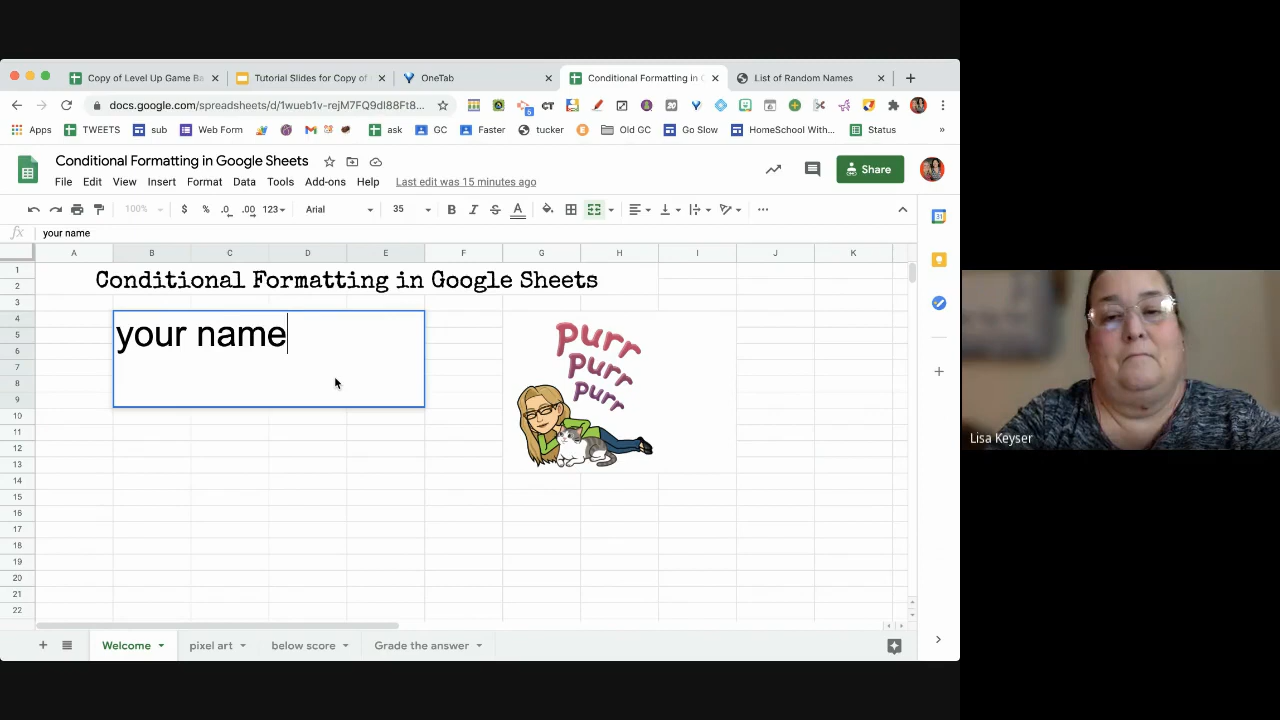 Copy of Level Up Game Ba
Tutorial Slides for Copy of
OneTab
Conditional Formatting in G
List of Random Names
docs.google.com/spreadsheets/d/1wueb1v-rejM7FQ9dI88Ft8...
Apps
TWEETS
sub
Web Form
ask
GC
Faster
tucker
Old GC
Go Slow
HomeSchool With...
Status
»
Conditional Formatting in Google Sheets
Share
File Edit View Insert Format Data Tools Add-ons Help Last edit was 15 minutes ago
100% $ % .0 .00 123 Arial 35 B I S A
fx your name
A B C D E F G H I J K
1
2
Conditional Formatting in Google Sheets
3
4
5
6
7
8
9
10
11
12
13
14
15
16
17
18
19
20
21
22
your name
purr
purr
purr
Lisa Keyser
Welcome pixel art below score Grade the answer